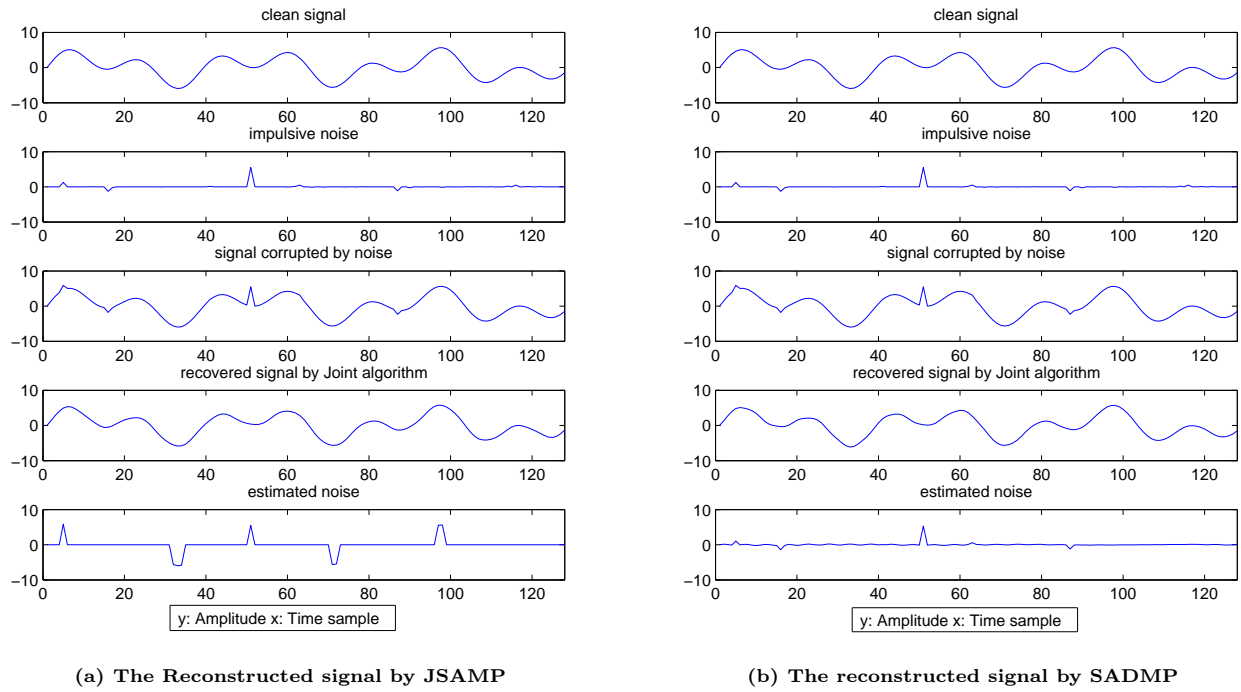 clean signal
10
0
−10
0 20 40 60 80 100 120
impulsive noise
10
0
−10
0 20 40 60 80 100 120
signal corrupted by noise
10
0
−10
0 20 40 60 80 100 120
recovered signal by Joint algorithm
10
0
−10
0 20 40 60 80 100 120
estimated noise
10
0
−10
0 20 40 60 80 100 120
y: Amplitude x: Time sample
(a) The Reconstructed signal by JSAMP
clean signal
10
0
−10
0 20 40 60 80 100 120
impulsive noise
10
0
−10
0 20 40 60 80 100 120
signal corrupted by noise
10
0
−10
0 20 40 60 80 100 120
recovered signal by Joint algorithm
10
0
−10
0 20 40 60 80 100 120
estimated noise
10
0
−10
0 20 40 60 80 100 120
y: Amplitude x: Time sample
(b) The reconstructed signal by SADMP